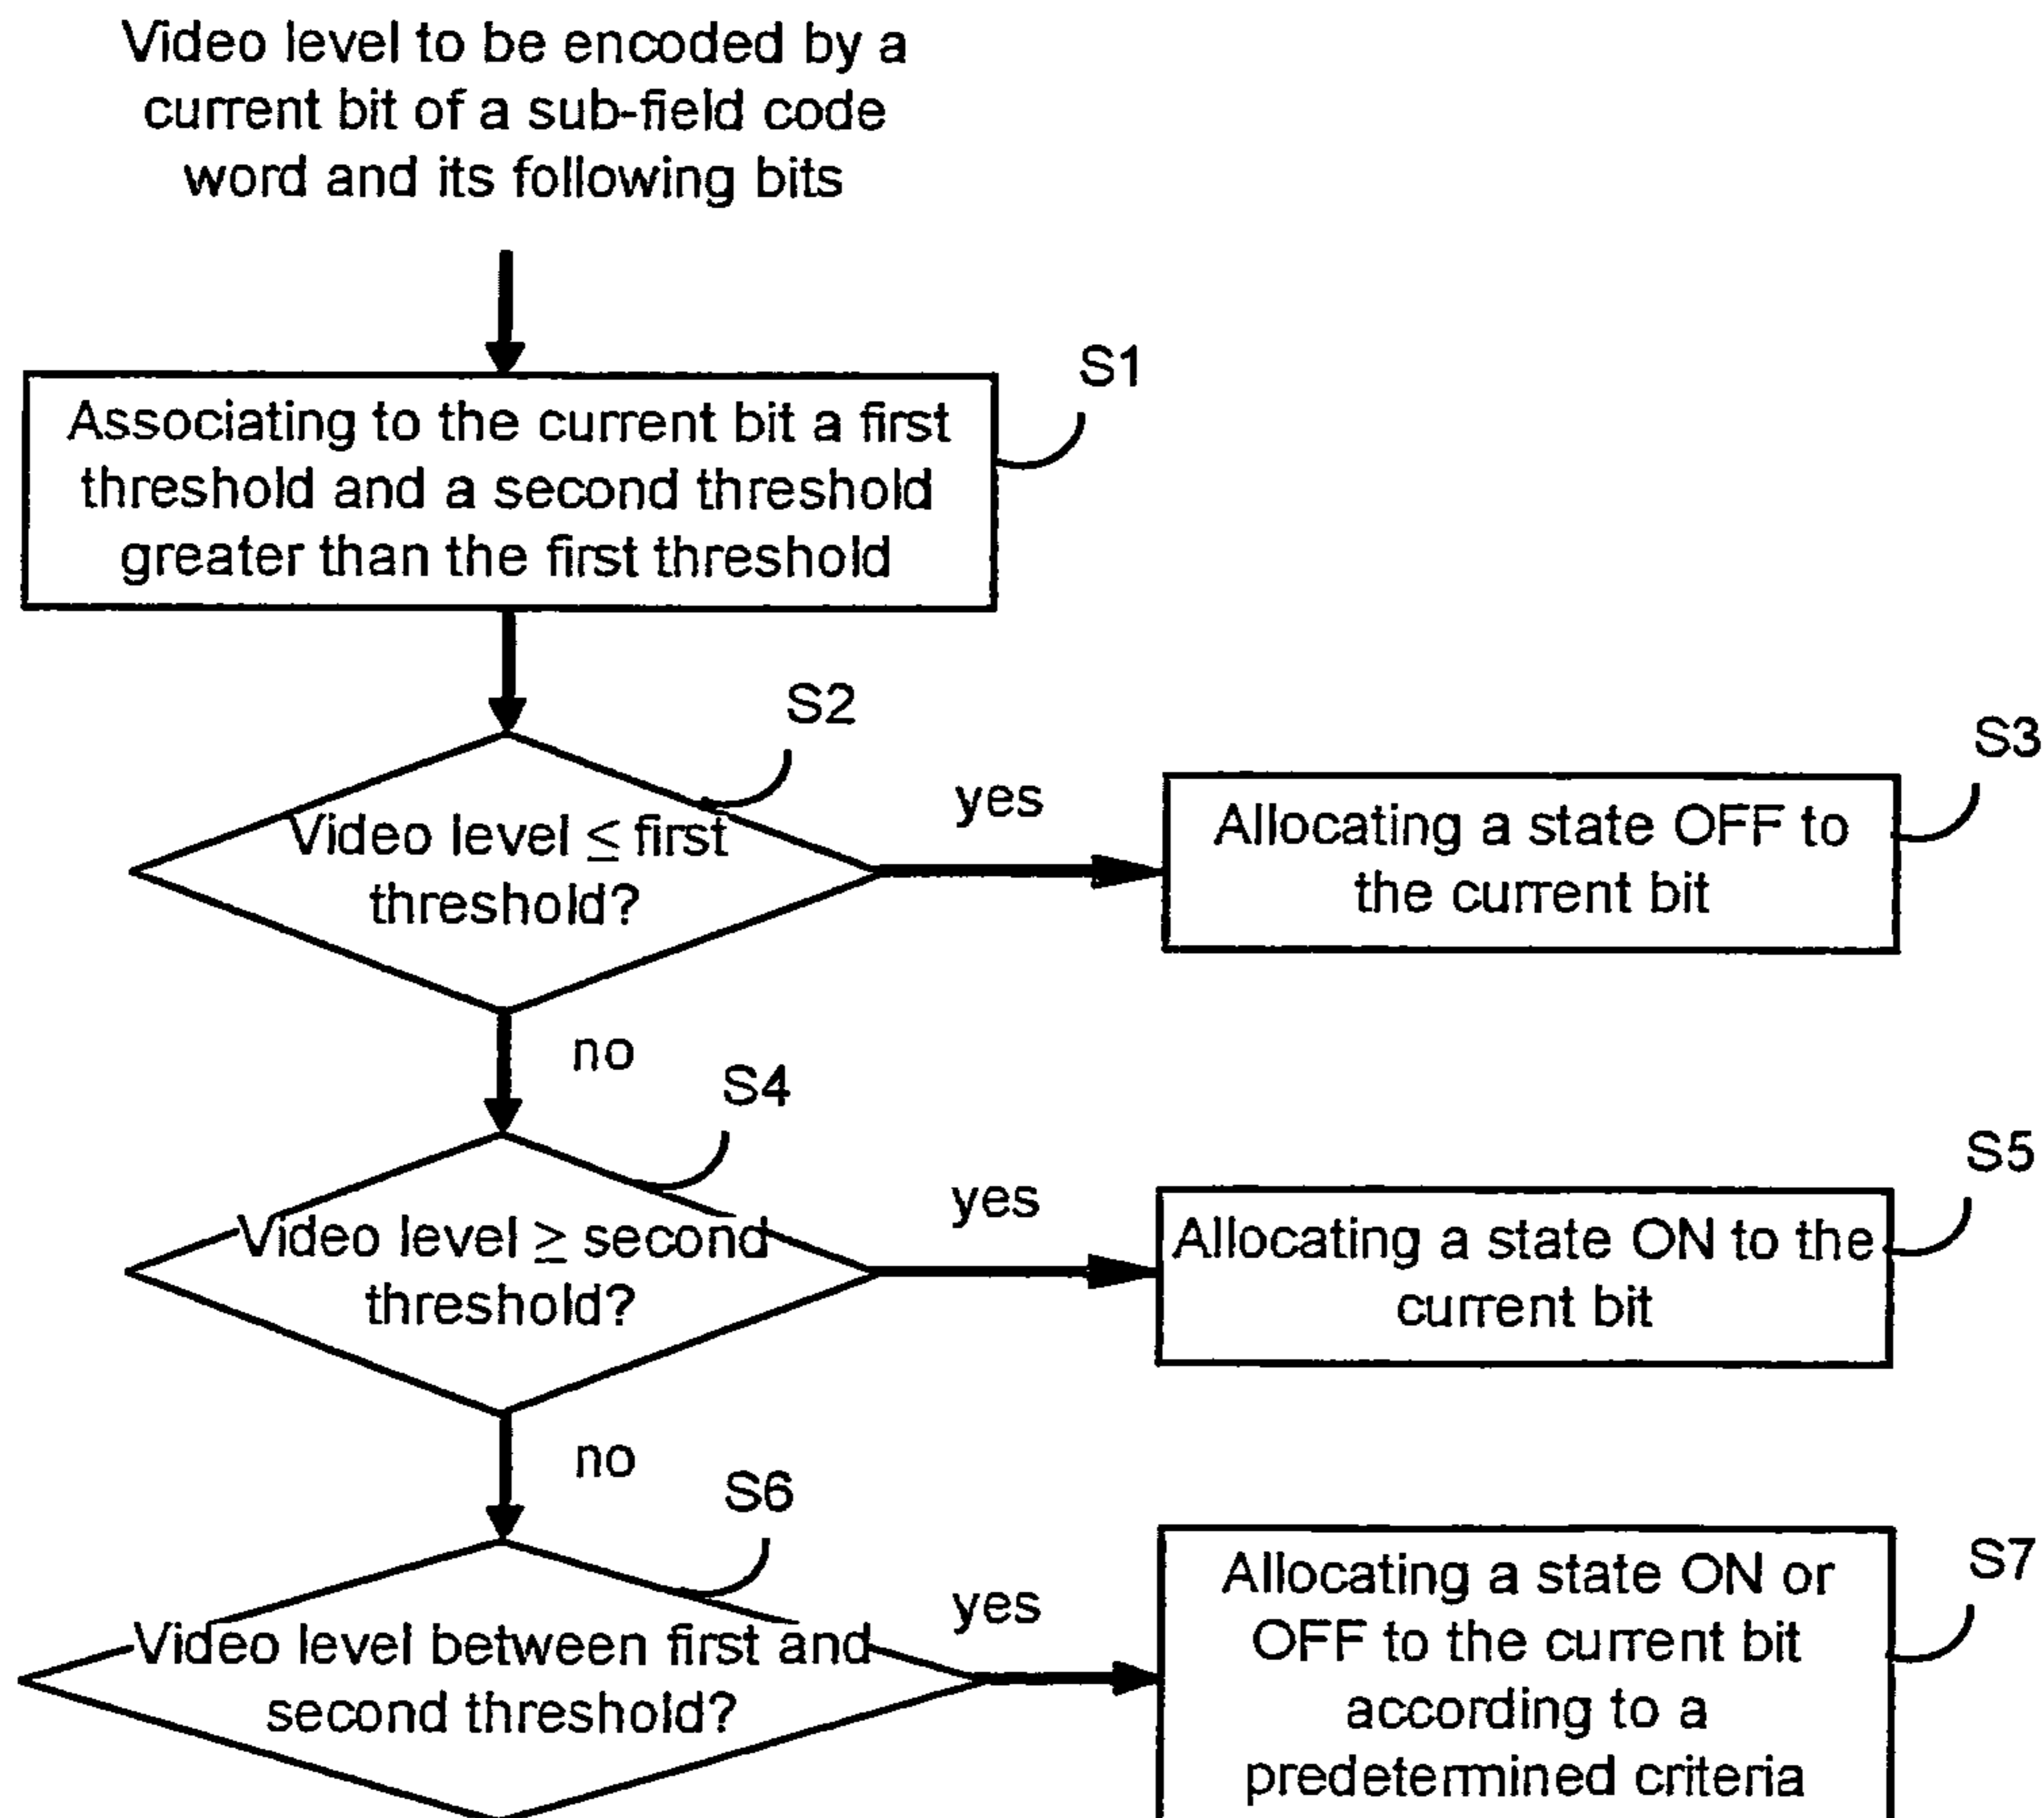 Video level to be encoded by a
current bit of a sub-field code
word and its following bits
S1
Associating to the current bit a first
threshold and a second threshold
greater than the first threshold
S2
Video level ≤ first
threshold?
yes
S3
Allocating a state OFF to
the current bit
no
S4
Video level ≥ second
threshold?
yes
S5
Allocating a state ON to the
current bit
no
S6
Video level between first and
second threshold?
yes
S7
Allocating a state ON or
OFF to the current bit
according to a
predetermined criteria